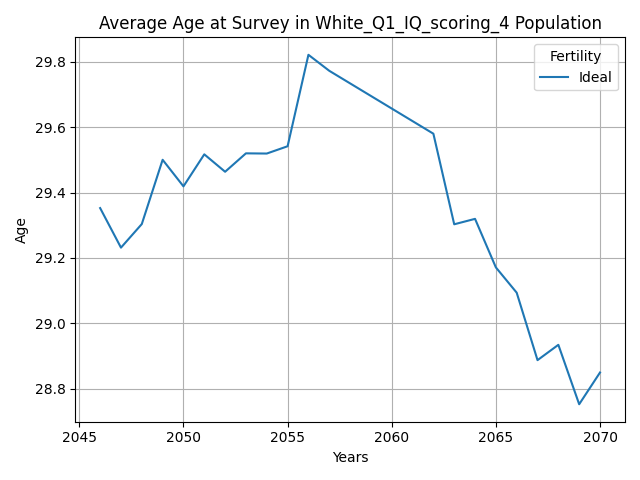 Average Age at Survey in White_Q1_IQ_scoring_4 Population
Fertility
Ideal
Age
29.8
29.6
29.4
29.2
29.0
28.8
2045 2050 2055 2060 2065 2070
Years